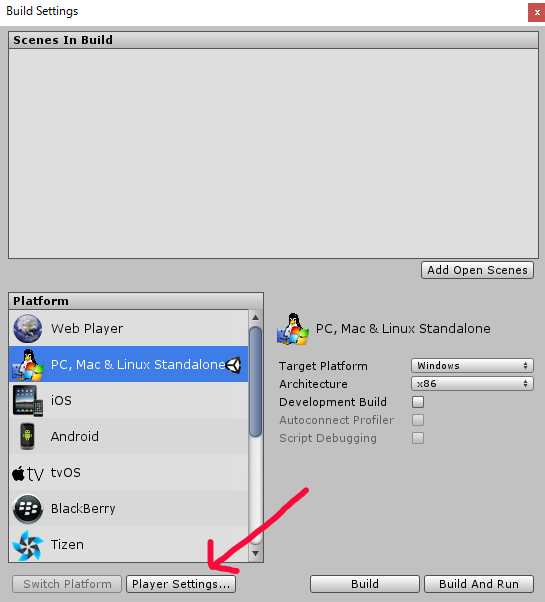 Build Settings
x
Scenes In Build
Add Open Scenes
Platform
Web Player
PC, Mac & Linux Standalone
iOS
Android
tv tvOS
BlackBerry
Tizen
PC, Mac & Linux Standalone
Target Platform Windows
Architecture x86
Development Build
Autoconnect Profiler
Script Debugging
Switch Platform Player Settings... Build Build And Run